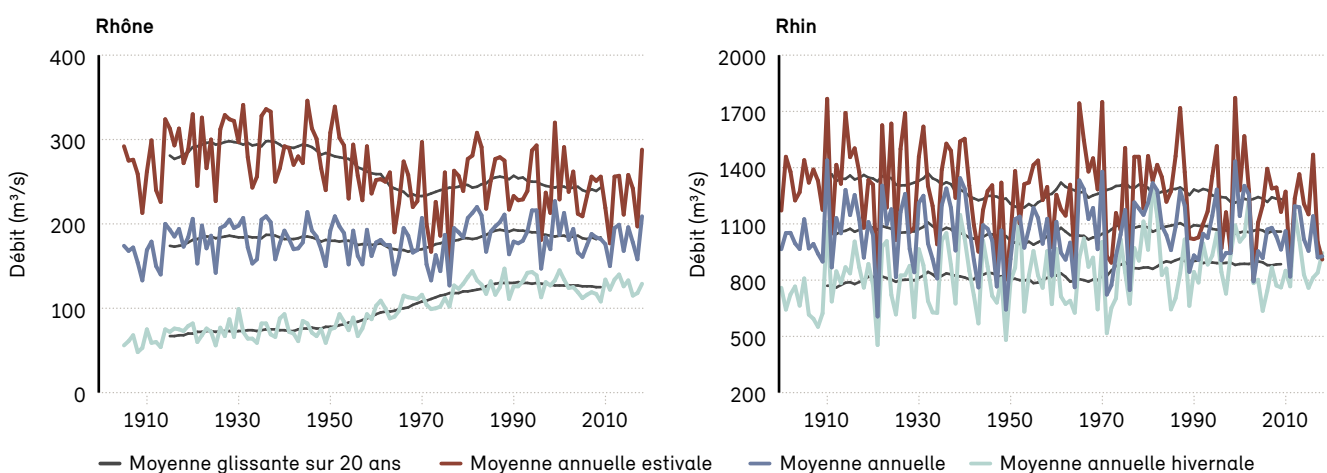 Rhône
Débit (m³/s)
400
300
200
100
0
1910 1930 1950 1970 1990 2010
Rhin
Débit (m³/s)
2000
1700
1400
1100
800
500
200
1910 1930 1950 1970 1990 2010
Moyenne glissante sur 20 ans Moyenne annuelle estivale Moyenne annuelle Moyenne annuelle hivernale